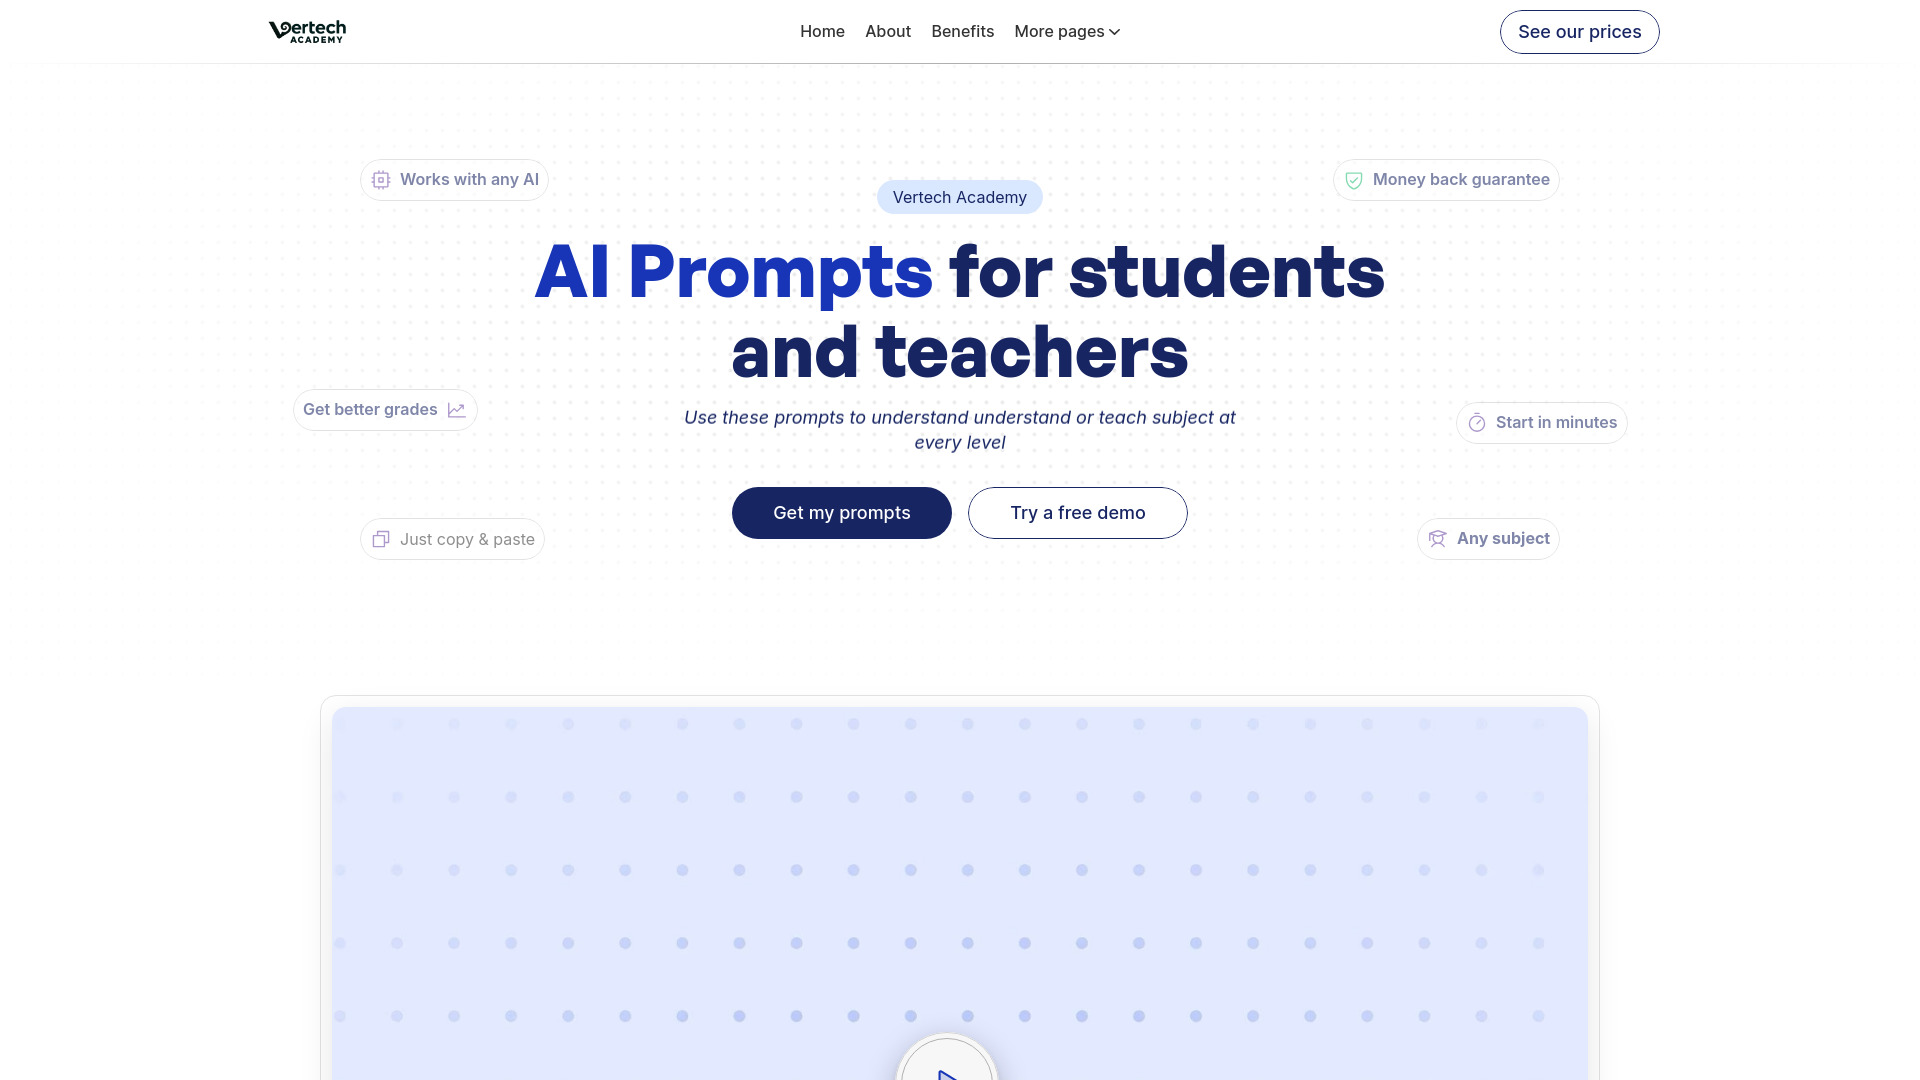 Vertech
ACADEMY
Home
About
Benefits
More pages
See our prices
Works with any AI
Money back guarantee
Vertech Academy
AI Prompts for students
and teachers
Get better grades
Use these prompts to understand understand or teach subject at
every level
Start in minutes
Get my prompts
Try a free demo
Just copy & paste
Any subject